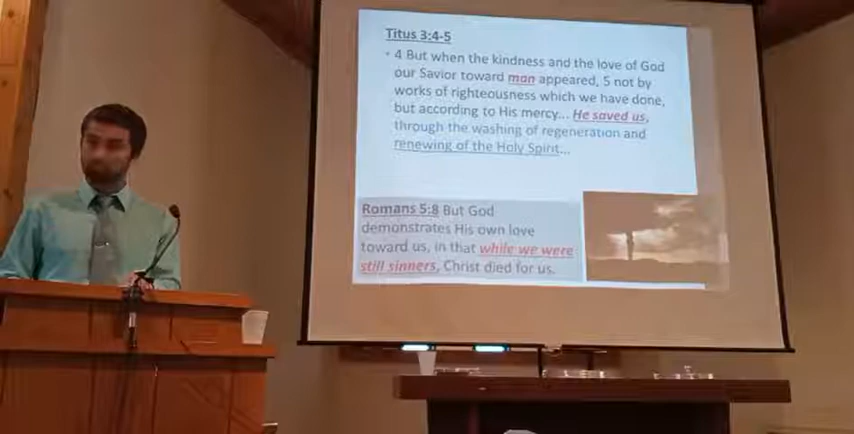 Titus 3:4-5
• 4 But when the kindness and the love of God
our Savior toward man appeared, 5 not by
works of righteousness which we have done,
but according to His mercy... He saved us,
through the washing of regeneration and
renewing of the Holy Spirit...
Romans 5:8 But God
demonstrates His own love
toward us, in that while we were
still sinners, Christ died for us.